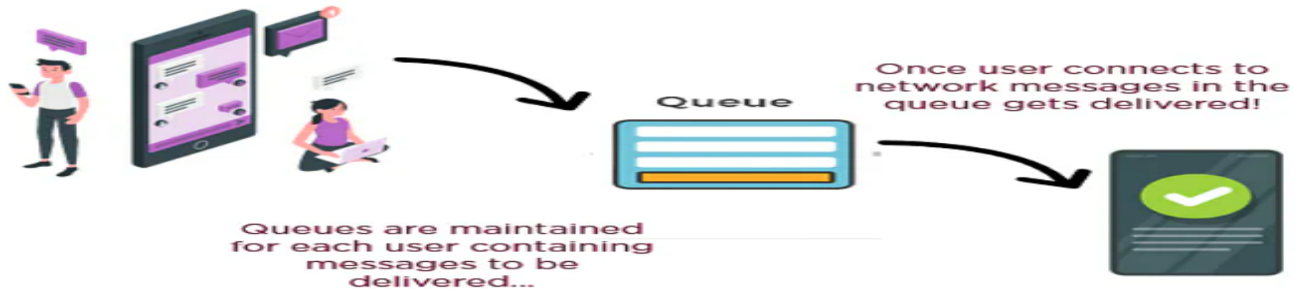 Queue
Once user connects to
network messages in the
queue gets delivered!
Queues are maintained
for each user containing
messages to be
delivered...